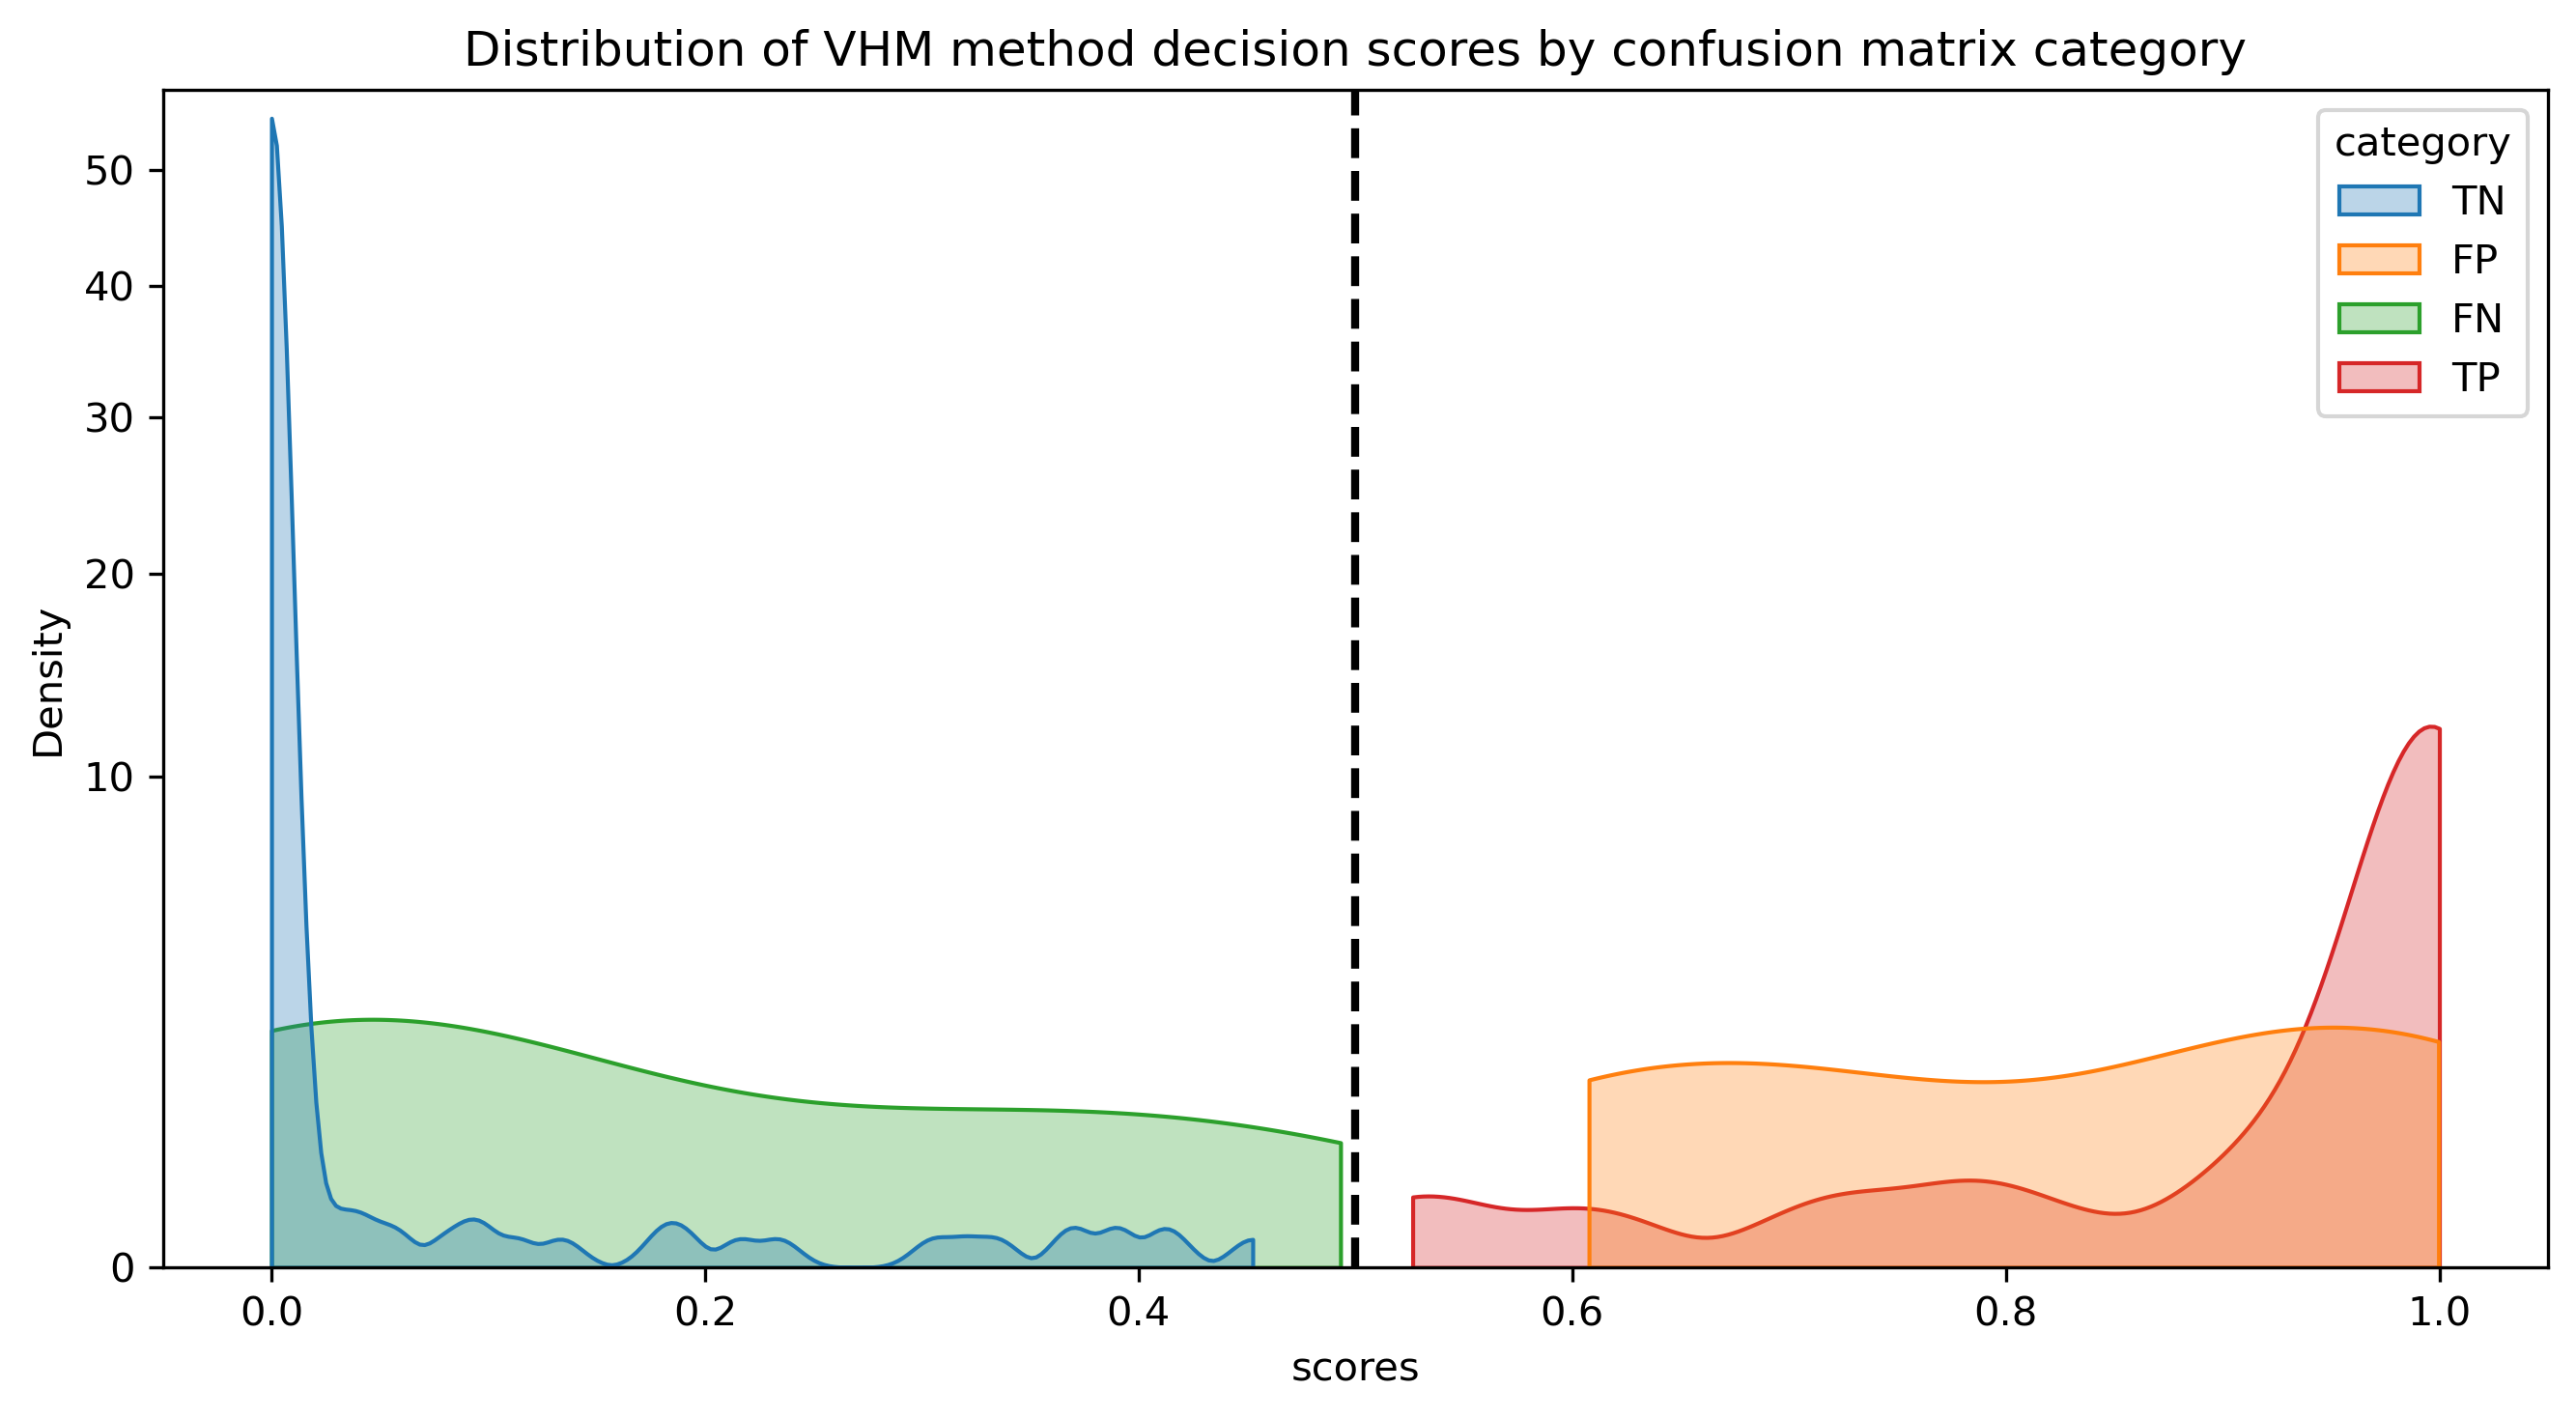 Distribution of VHM method decision scores by confusion matrix category
category
TN
FP
FN
TP
Density
50
40
30
20
10
0
0.0 0.2 0.4 0.6 0.8 1.0
scores